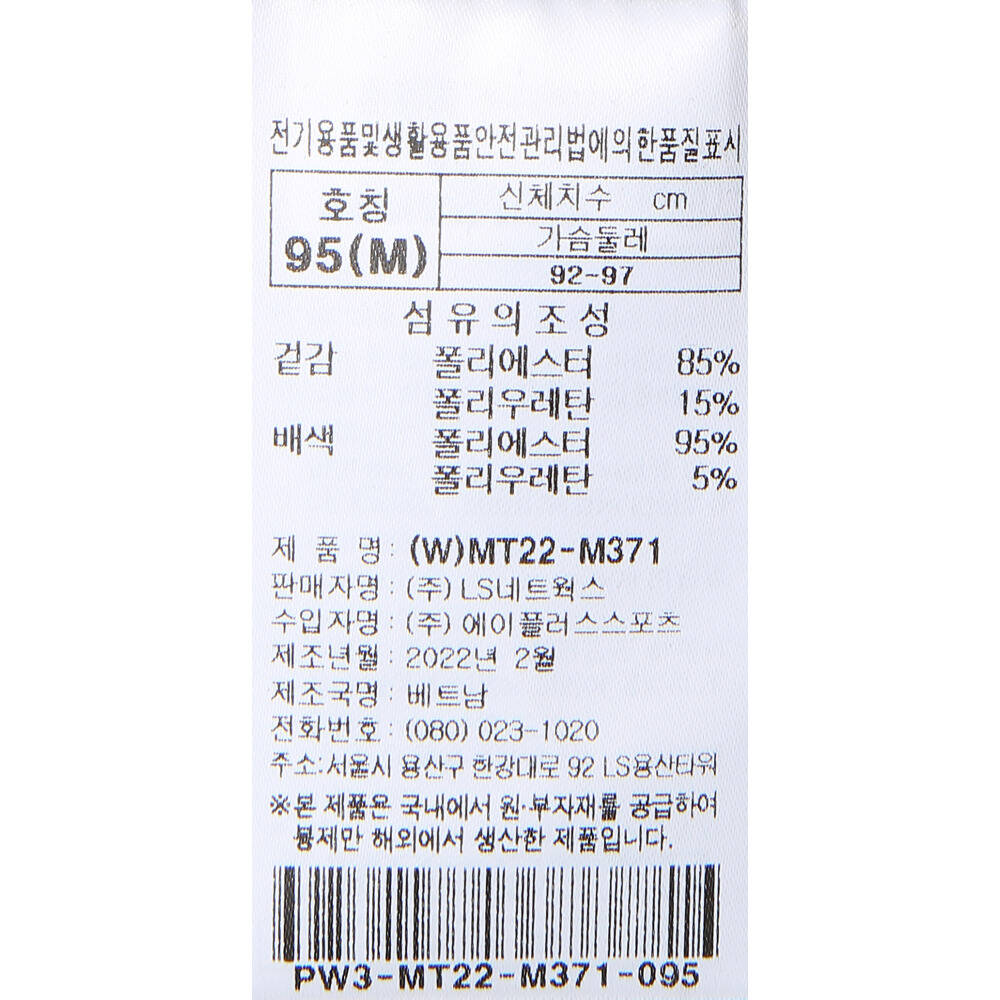 전기용품및생활용품안전관리법에의한품질표시
호칭 신체치수 cm
95(M) 가슴둘레
92-97
섬유의조성
겉감 폴리에스터 85%
폴리우레탄 15%
배색 폴리에스터 95%
폴리우레탄 5%
제 품 명 : (W)MT22-M371
판매자명 : (주) LS네트웍스
수입자명 : (주) 에이플러스스포츠
제조년월 : 2022년 2월
제조국명 : 베트남
전화번호 : (080) 023-1020
주소:서울시 용산구 한강대로 92 LS용산타워
※본 제품은 국내에서 원·부자재를 공급하여
봉제만 해외에서 생산한 제품입니다.
PW3-MT22-M371-095